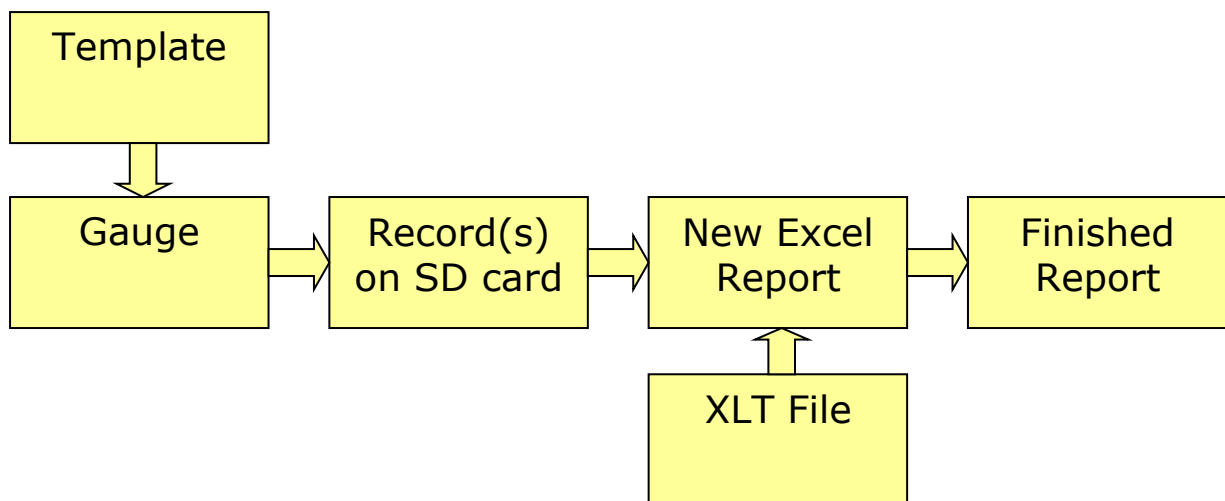 Template
Gauge
Record(s)
on SD card
New Excel
Report
Finished
Report
XLT File